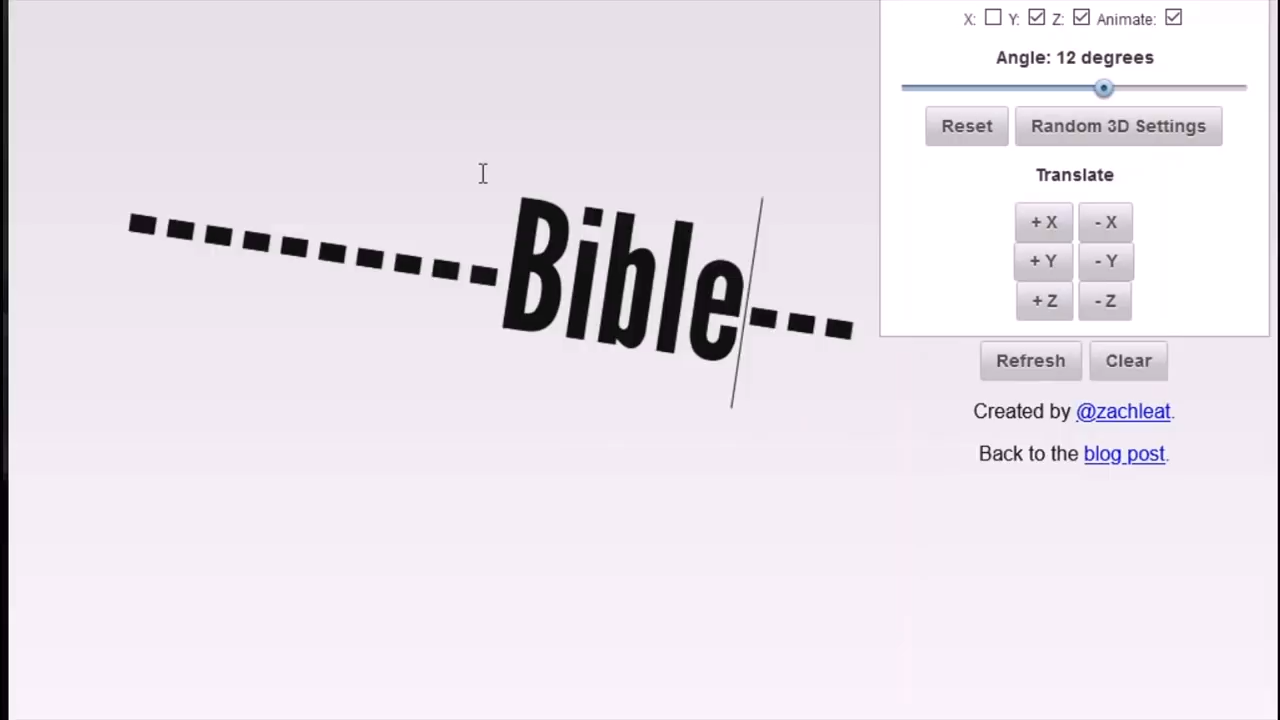 X: Y: Z: Animate:
Angle: 12 degrees
Reset Random 3D Settings
Translate
+ X - X
+ Y - Y
+ Z - Z
----------Bible---
Refresh Clear
Created by @zachleat.
Back to the blog post.